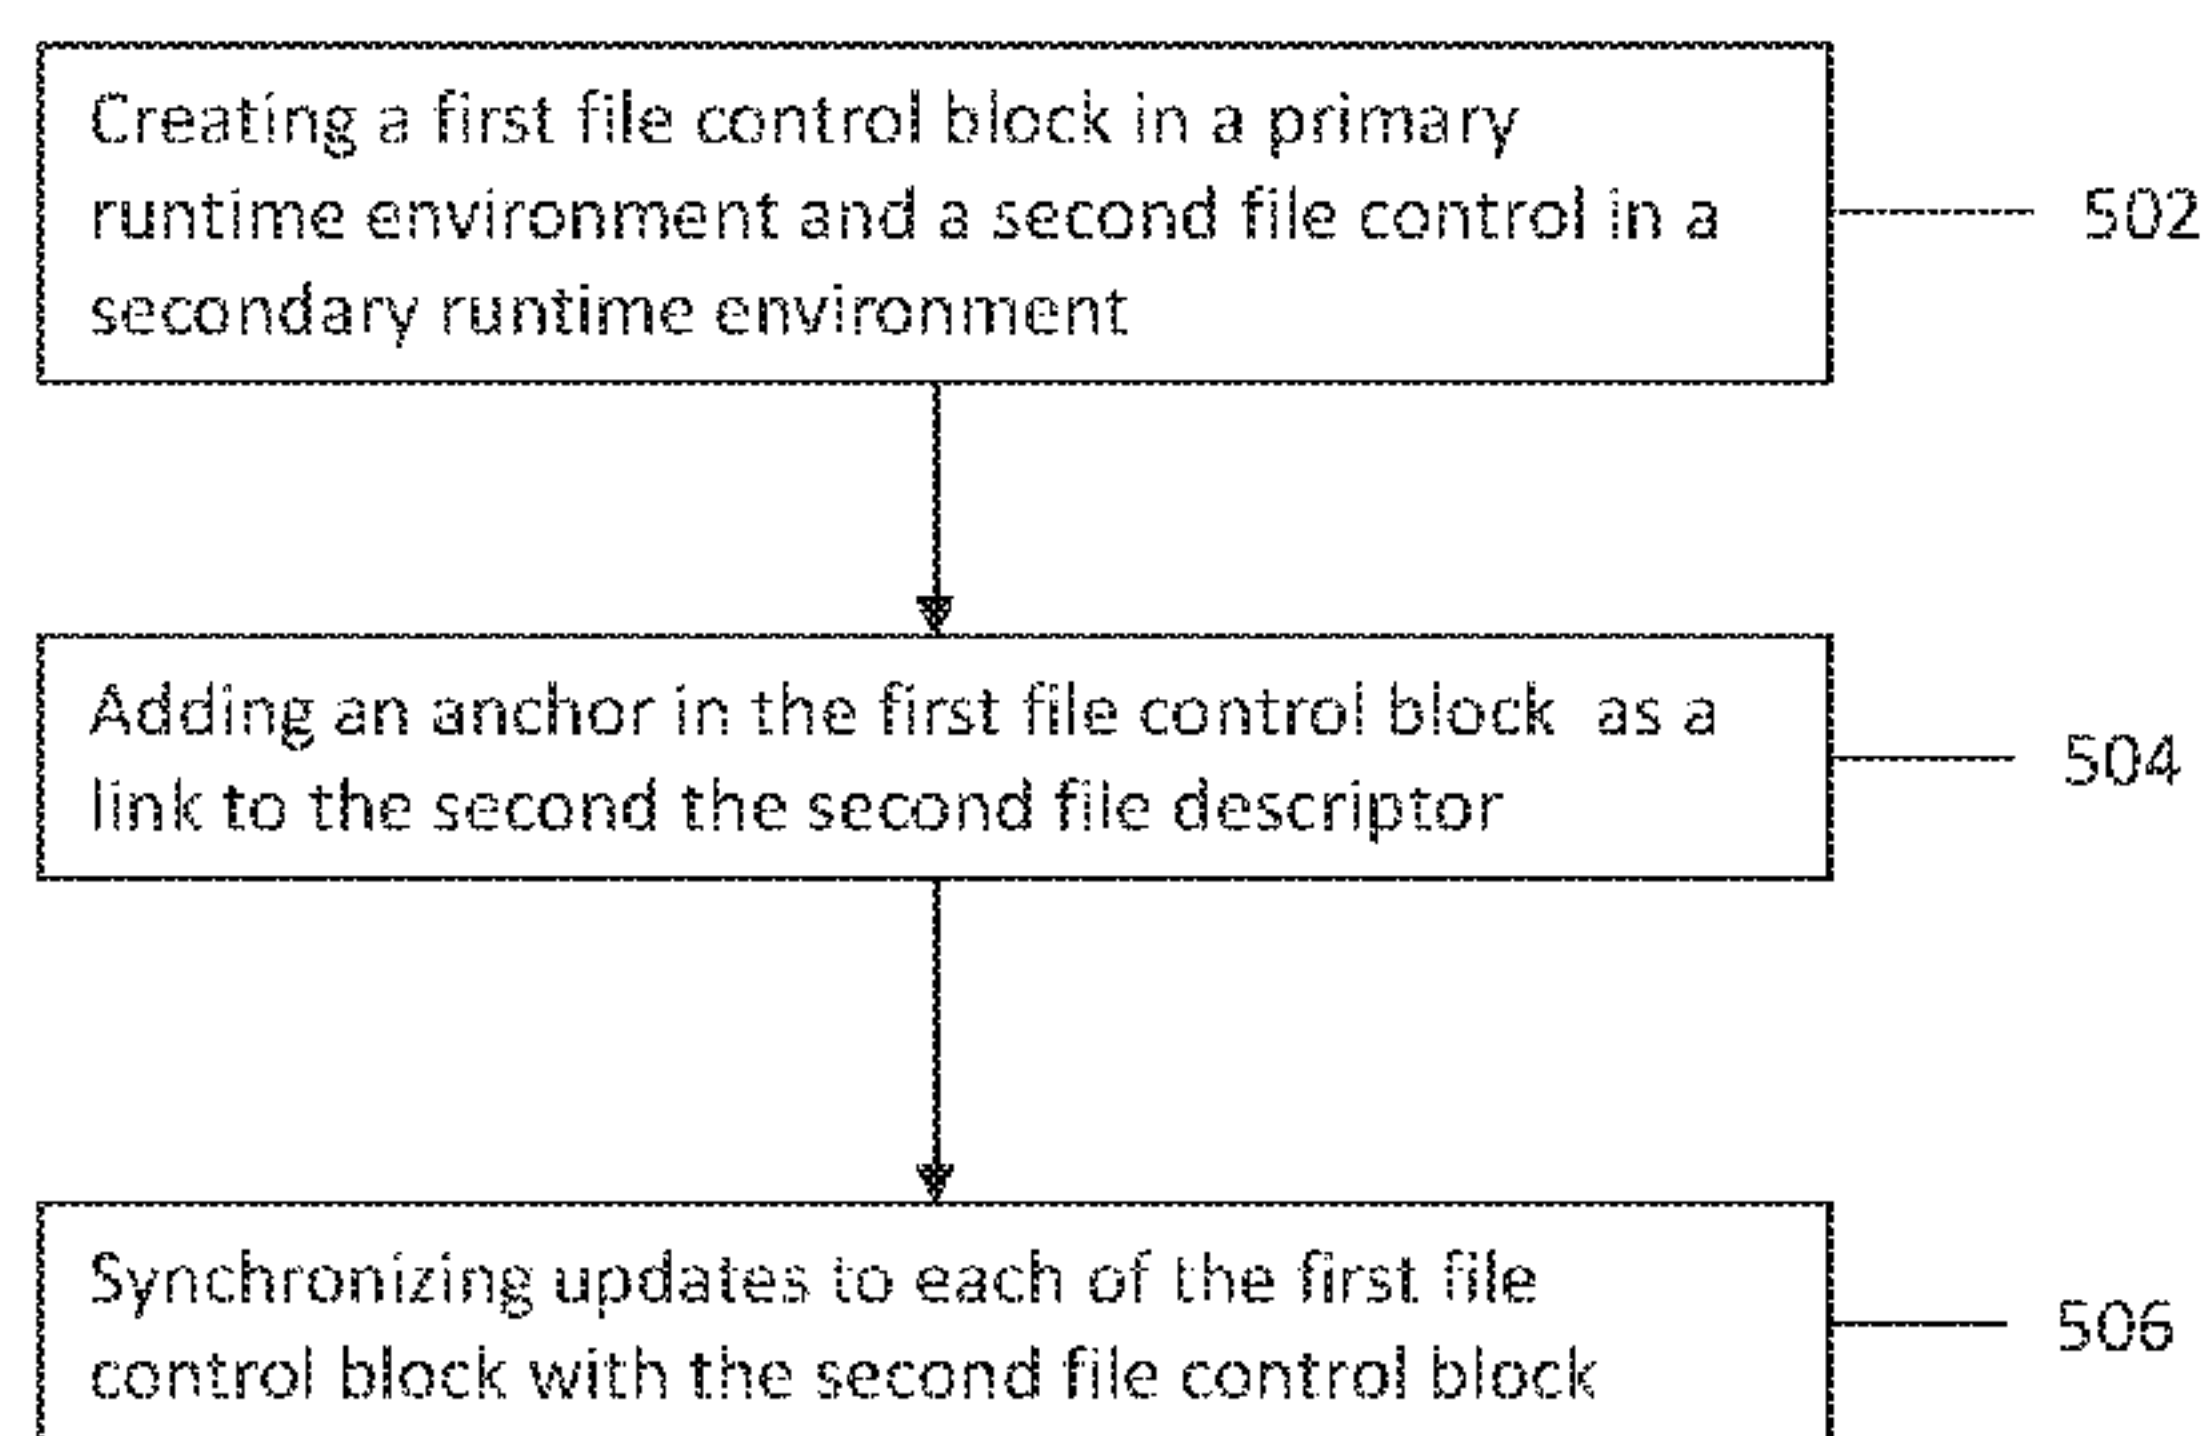 Creating a first file control block in a primary
runtime environment and a second file control in a
secondary runtime environment
502
Adding an anchor in the first file control block as a
link to the second the second file descriptor
504
Synchronizing updates to each of the first file
control block with the second file control block
506